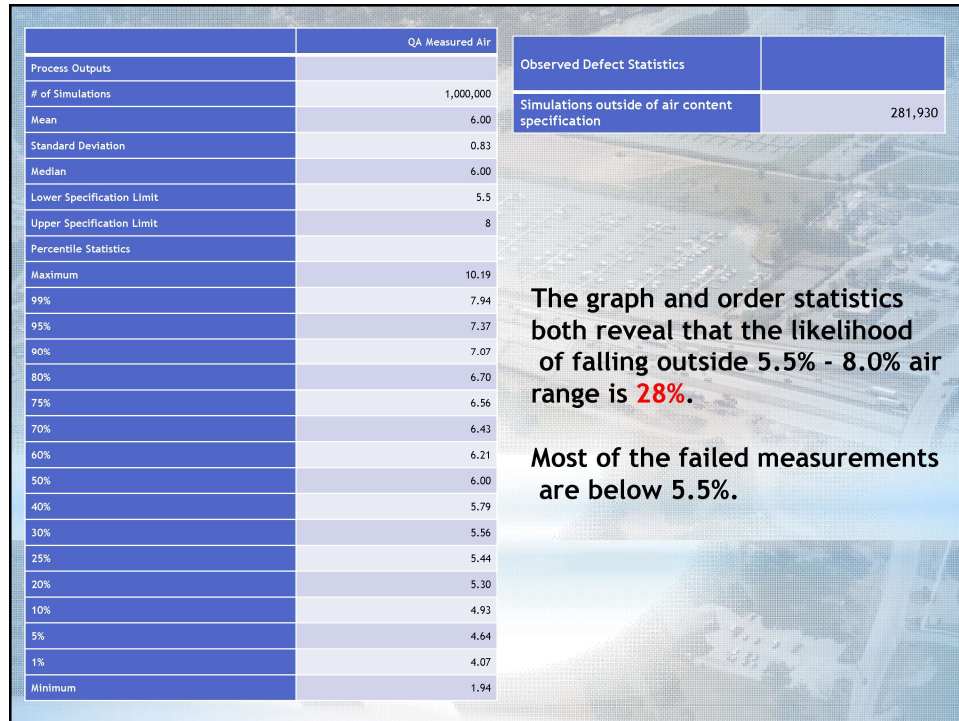 QA Measured Air
Process Outputs
# of Simulations 1,000,000
Mean 6.00
Standard Deviation 0.83
Median 6.00
Lower Specification Limit 5.5
Upper Specification Limit 8
Percentile Statistics
Maximum 10.19
99% 7.94
95% 7.37
90% 7.07
80% 6.70
75% 6.56
70% 6.43
60% 6.21
50% 6.00
40% 5.79
30% 5.56
25% 5.44
20% 5.30
10% 4.93
5% 4.64
1% 4.07
Minimum 1.94
Observed Defect Statistics
Simulations outside of air content
specification 281,930
The graph and order statistics
both reveal that the likelihood
of falling outside 5.5% - 8.0% air
range is 28%.
Most of the failed measurements
are below 5.5%.